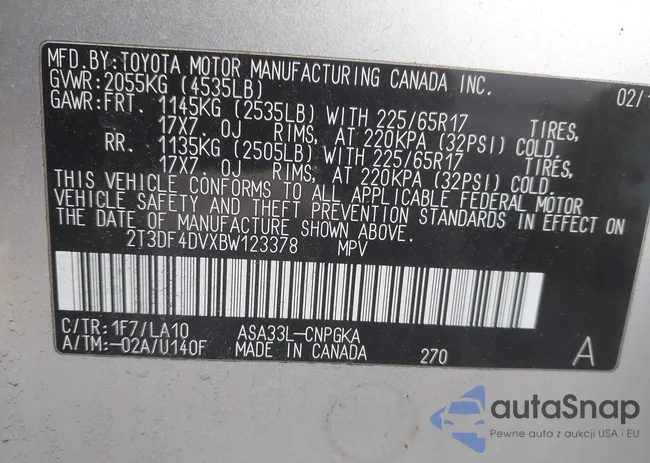 MFD. BY: TOYOTA MOTOR MANUFACTURING CANADA INC.
GVWR: 2055KG (4535LB) 02/1
GAWR: FRT. 1145KG (2535LB) WITH 225/65R17 TIRES,
17X7. 0J RIMS, AT 220KPA (32PSI) COLD.
RR. 1135KG (2505LB) WITH 225/65R17 TIRES,
17X7. 0J RIMS, AT 220KPA (32PSI) COLD.
THIS VEHICLE CONFORMS TO ALL APPLICABLE FEDERAL MOTOR
VEHICLE SAFETY AND THEFT PREVENTION STANDARDS IN EFFECT ON
THE DATE OF MANUFACTURE SHOWN ABOVE.
2T3DF4DVXBW123378 MPV
C/TR: 1F7/LA10 ASA33L-CNPGKA
A/TM: -02A/U140F MADE IN CANADA 270 A
autoSnap
Pewne auta z aukcji USA i EU